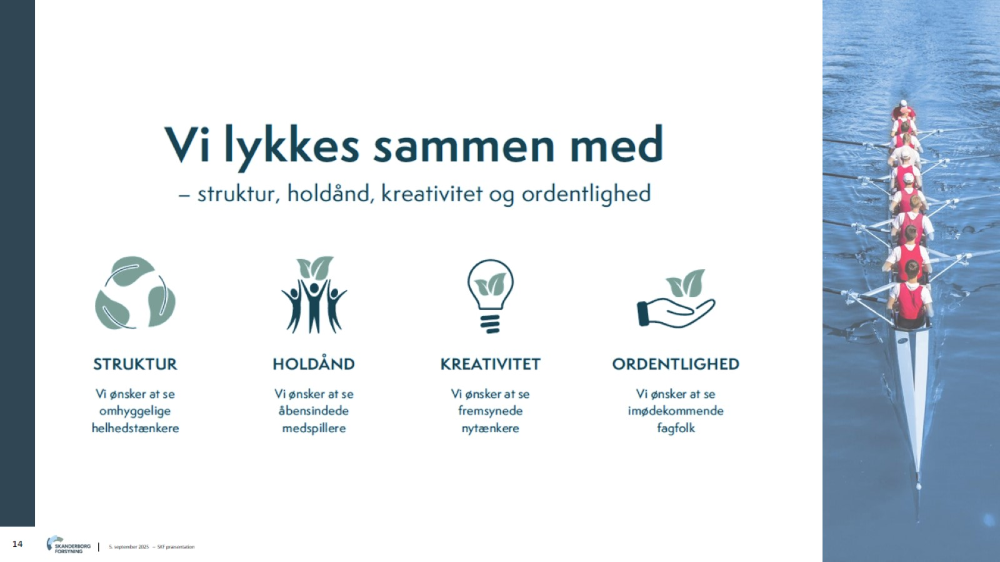 Vi lykkes sammen med
– struktur, holdånd, kreativitet og ordentlighed
STRUKTUR
Vi ønsker at se
omhyggelige
helhedstænkere
HOLDÅND
Vi ønsker at se
åbensindede
medspillere
KREATIVITET
Vi ønsker at se
fremsynede
nytænkere
ORDENTLIGHED
Vi ønsker at se
imødekommende
fagfolk
14
SKANDERBORG
FORSYNING
5. september 2025 – SKF præsentation